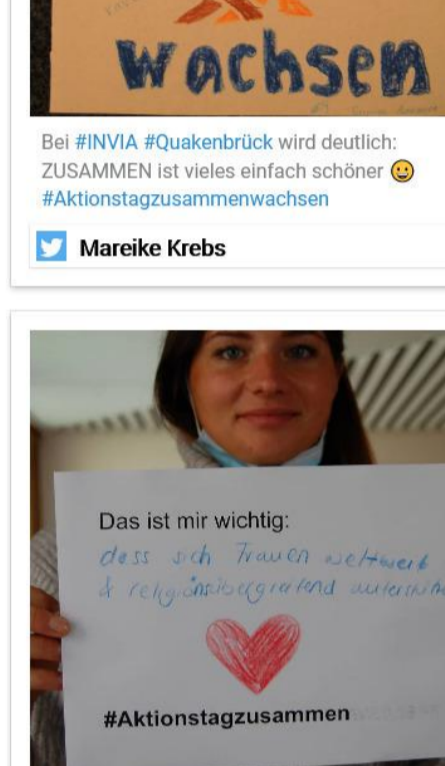 wachsen
Bei #INVIA #Quakenbrück wird deutlich:
ZUSAMMEN ist vieles einfach schöner 😀
#Aktionstagzusammenwachsen
Mareike Krebs
Das ist mir wichtig:
dass sich Frauen weltweit
& religionsübergreifend
#Aktionstagzusammen